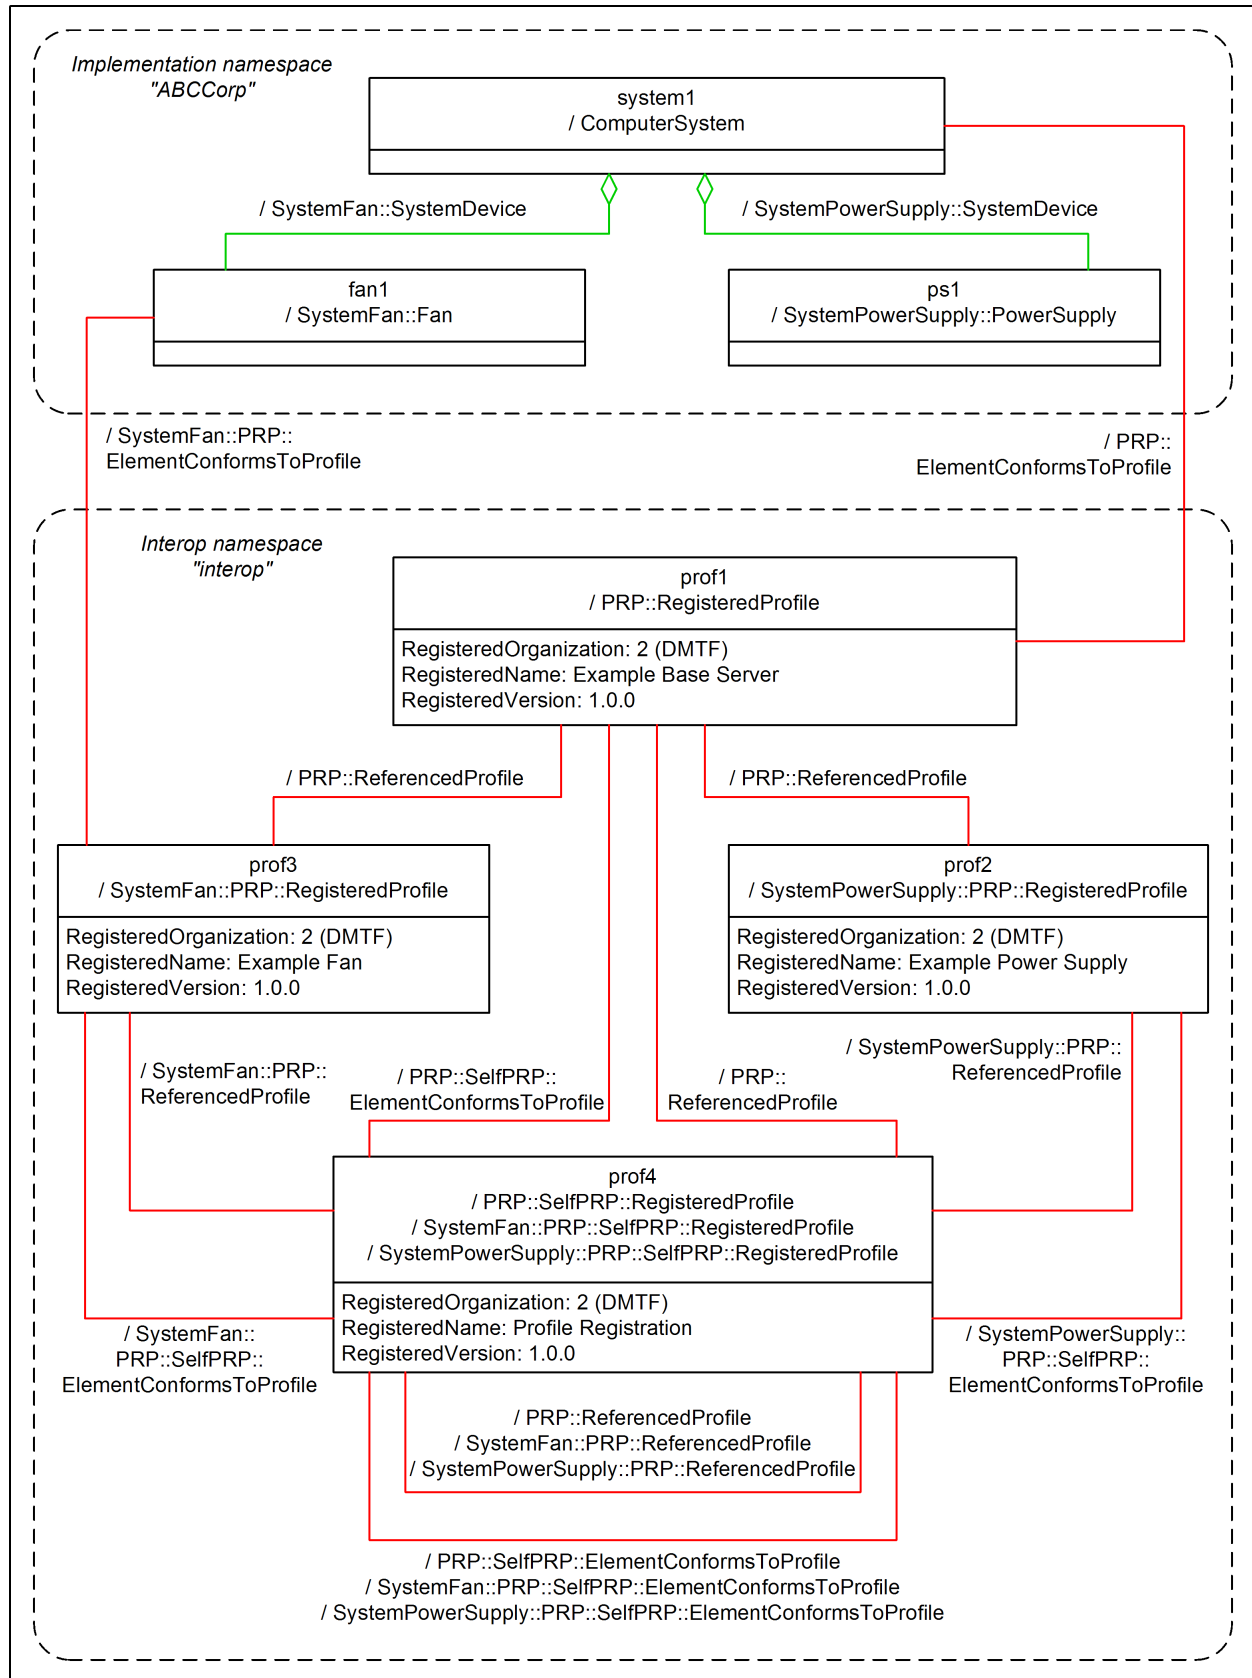 Implementation namespace
"ABCCorp"
system1
/ ComputerSystem
/ SystemFan::SystemDevice
/ SystemPowerSupply::SystemDevice
fan1
/ SystemFan::Fan
ps1
/ SystemPowerSupply::PowerSupply
/ SystemFan::PRP::
ElementConformsToProfile
/ PRP::
ElementConformsToProfile
Interop namespace
"interop"
prof1
/ PRP::RegisteredProfile
RegisteredOrganization: 2 (DMTF)
RegisteredName: Example Base Server
RegisteredVersion: 1.0.0
/ PRP::ReferencedProfile
/ PRP::ReferencedProfile
prof3
/ SystemFan::PRP::RegisteredProfile
RegisteredOrganization: 2 (DMTF)
RegisteredName: Example Fan
RegisteredVersion: 1.0.0
prof2
/ SystemPowerSupply::PRP::RegisteredProfile
RegisteredOrganization: 2 (DMTF)
RegisteredName: Example Power Supply
RegisteredVersion: 1.0.0
/ SystemFan::PRP::
ReferencedProfile
/ PRP::SelfPRP::
ElementConformsToProfile
/ PRP::
ReferencedProfile
/ SystemPowerSupply::PRP::
ReferencedProfile
prof4
/ PRP::SelfPRP::RegisteredProfile
/ SystemFan::PRP::SelfPRP::RegisteredProfile
/ SystemPowerSupply::PRP::SelfPRP::RegisteredProfile
RegisteredOrganization: 2 (DMTF)
RegisteredName: Profile Registration
RegisteredVersion: 1.0.0
/ SystemFan::
PRP::SelfPRP::
ElementConformsToProfile
/ SystemPowerSupply::
PRP::SelfPRP::
ElementConformsToProfile
/ PRP::ReferencedProfile
/ SystemFan::PRP::ReferencedProfile
/ SystemPowerSupply::PRP::ReferencedProfile
/ PRP::SelfPRP::ElementConformsToProfile
/ SystemFan::PRP::SelfPRP::ElementConformsToProfile
/ SystemPowerSupply::PRP::SelfPRP::ElementConformsToProfile